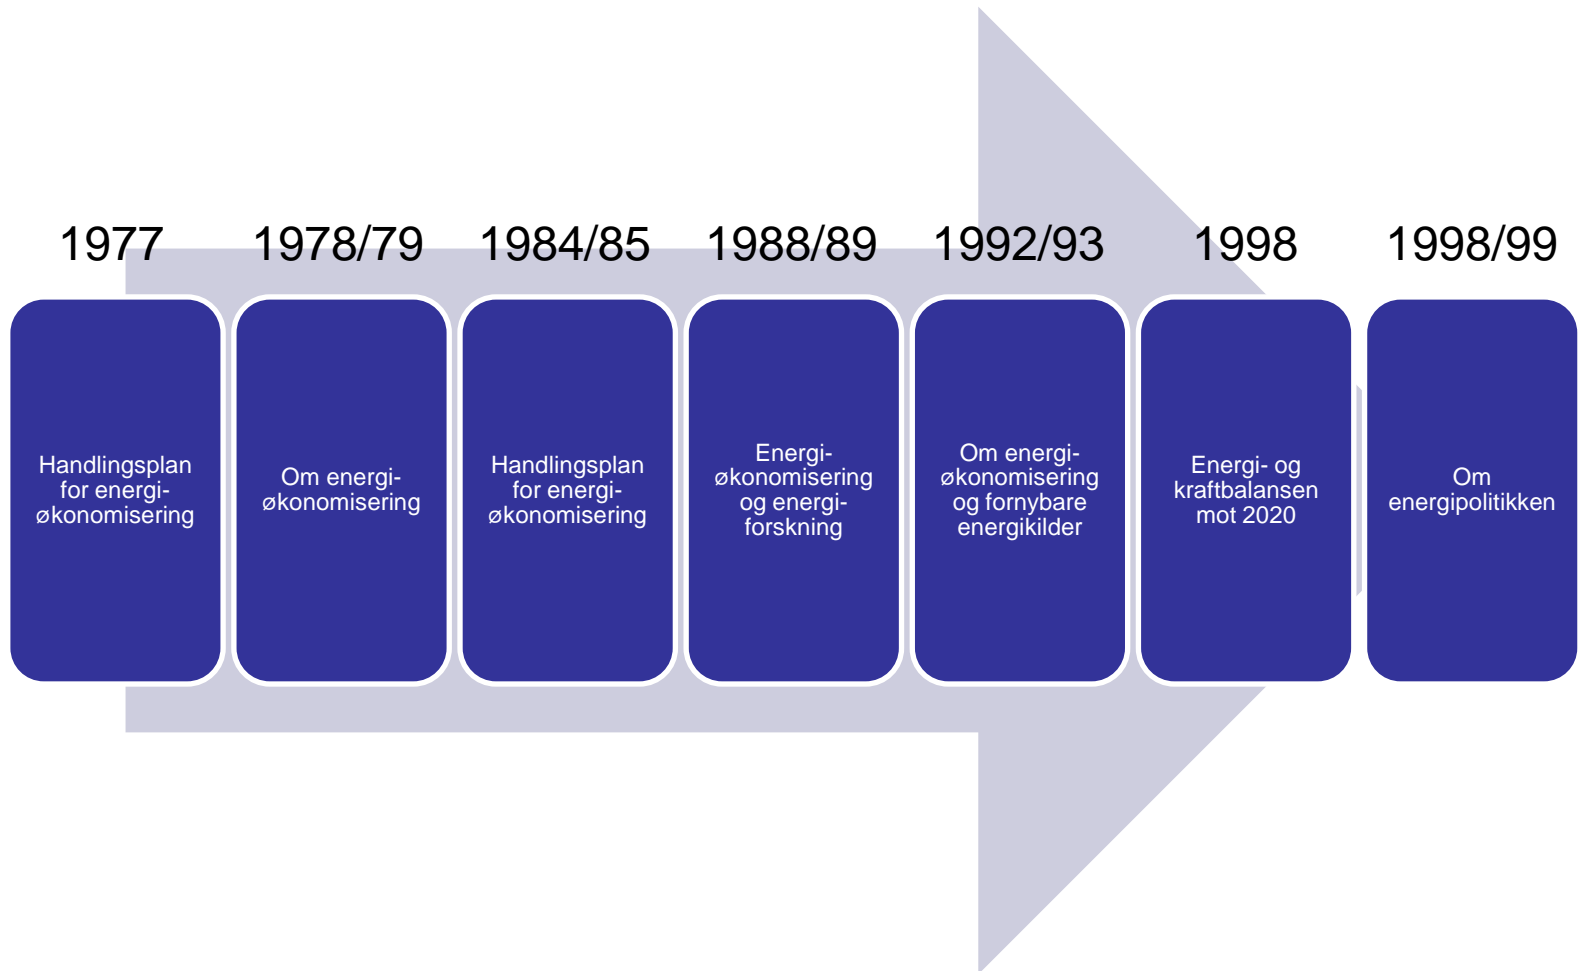 1977
1978/79
1984/85
1988/89
1992/93
1998
1998/99
Handlingsplan
for energi-
økonomisering
Om energi-
økonomisering
Handlingsplan
for energi-
økonomisering
Energi-
økonomisering
og energi-
forskning
Om energi-
økonomisering
og fornybare
energikilder
Energi- og
kraftbalansen
mot 2020
Om
energipolitikken